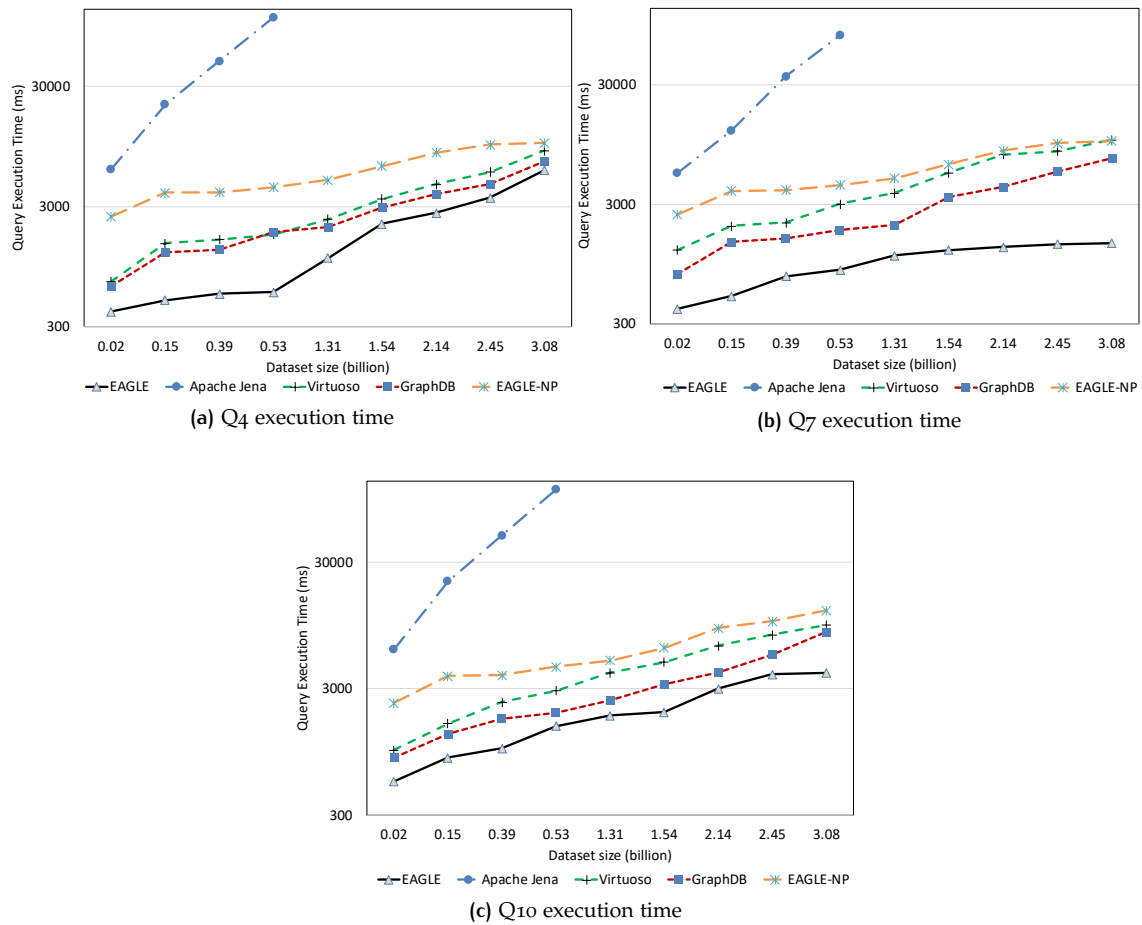 Query Execution Time (ms)
30000
3000
300
0.02 0.15 0.39 0.53 1.31 1.54 2.14 2.45 3.08
Dataset size (billion)
EAGLE Apache Jena Virtuoso GraphDB EAGLE-NP
(a) Q4 execution time
Query Execution Time (ms)
30000
3000
300
0.02 0.15 0.39 0.53 1.31 1.54 2.14 2.45 3.08
Dataset size (billion)
EAGLE Apache Jena Virtuoso GraphDB EAGLE-NP
(b) Q7 execution time
Query Execution Time (ms)
30000
3000
300
0.02 0.15 0.39 0.53 1.31 1.54 2.14 2.45 3.08
Dataset size (billion)
EAGLE Apache Jena Virtuoso GraphDB EAGLE-NP
(c) Q10 execution time